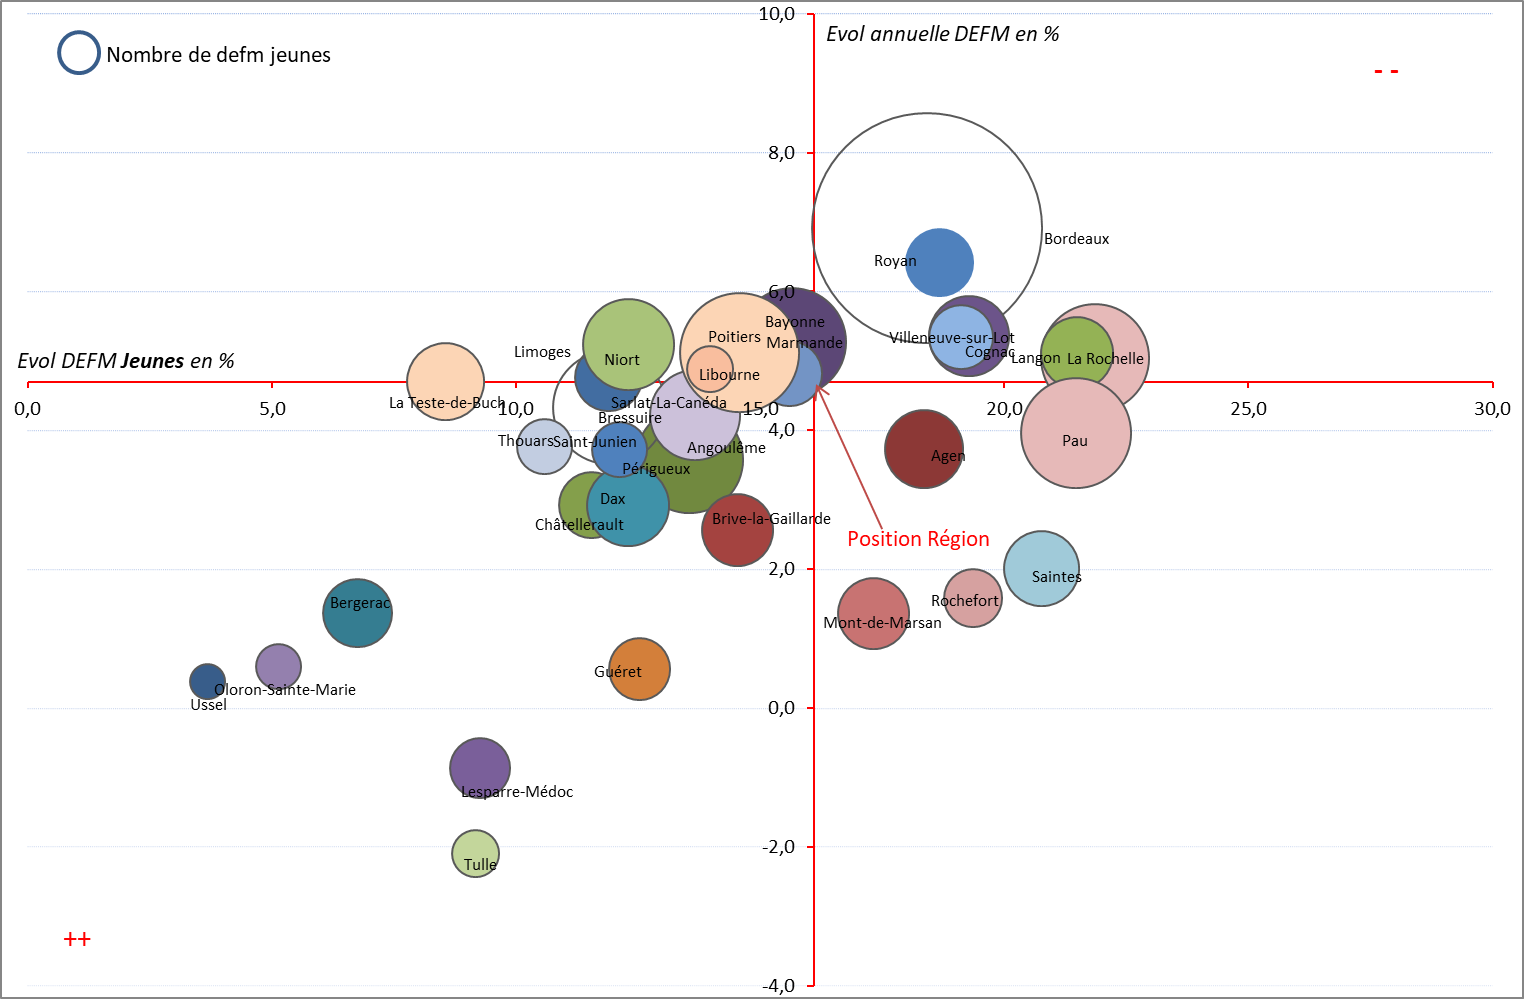 10,0
Evol annuelle DEFM en %
Nombre de defm jeunes
- -
8,0
Bordeaux
Royan
6,0
Bayonne
Poitiers
Villeneuve-sur-Lot
Marmande
Limoges
Cognac
Niort
Langon
La Rochelle
Evol DEFM Jeunes en %
Libourne
La Teste-de-Buch
Sarlat-La-Canéda
0,0
5,0
10,0
15,0
20,0
25,0
30,0
Bressuire
4,0
Thouars
Saint-Junien
Pau
Angoulême
Agen
Périgueux
Dax
Brive-la-Gaillarde
Châtellerault
Position Région
2,0
Saintes
Rochefort
Bergerac
Mont-de-Marsan
Guéret
Oloron-Sainte-Marie
Ussel
0,0
Lesparre-Médoc
-2,0
Tulle
++
-4,0